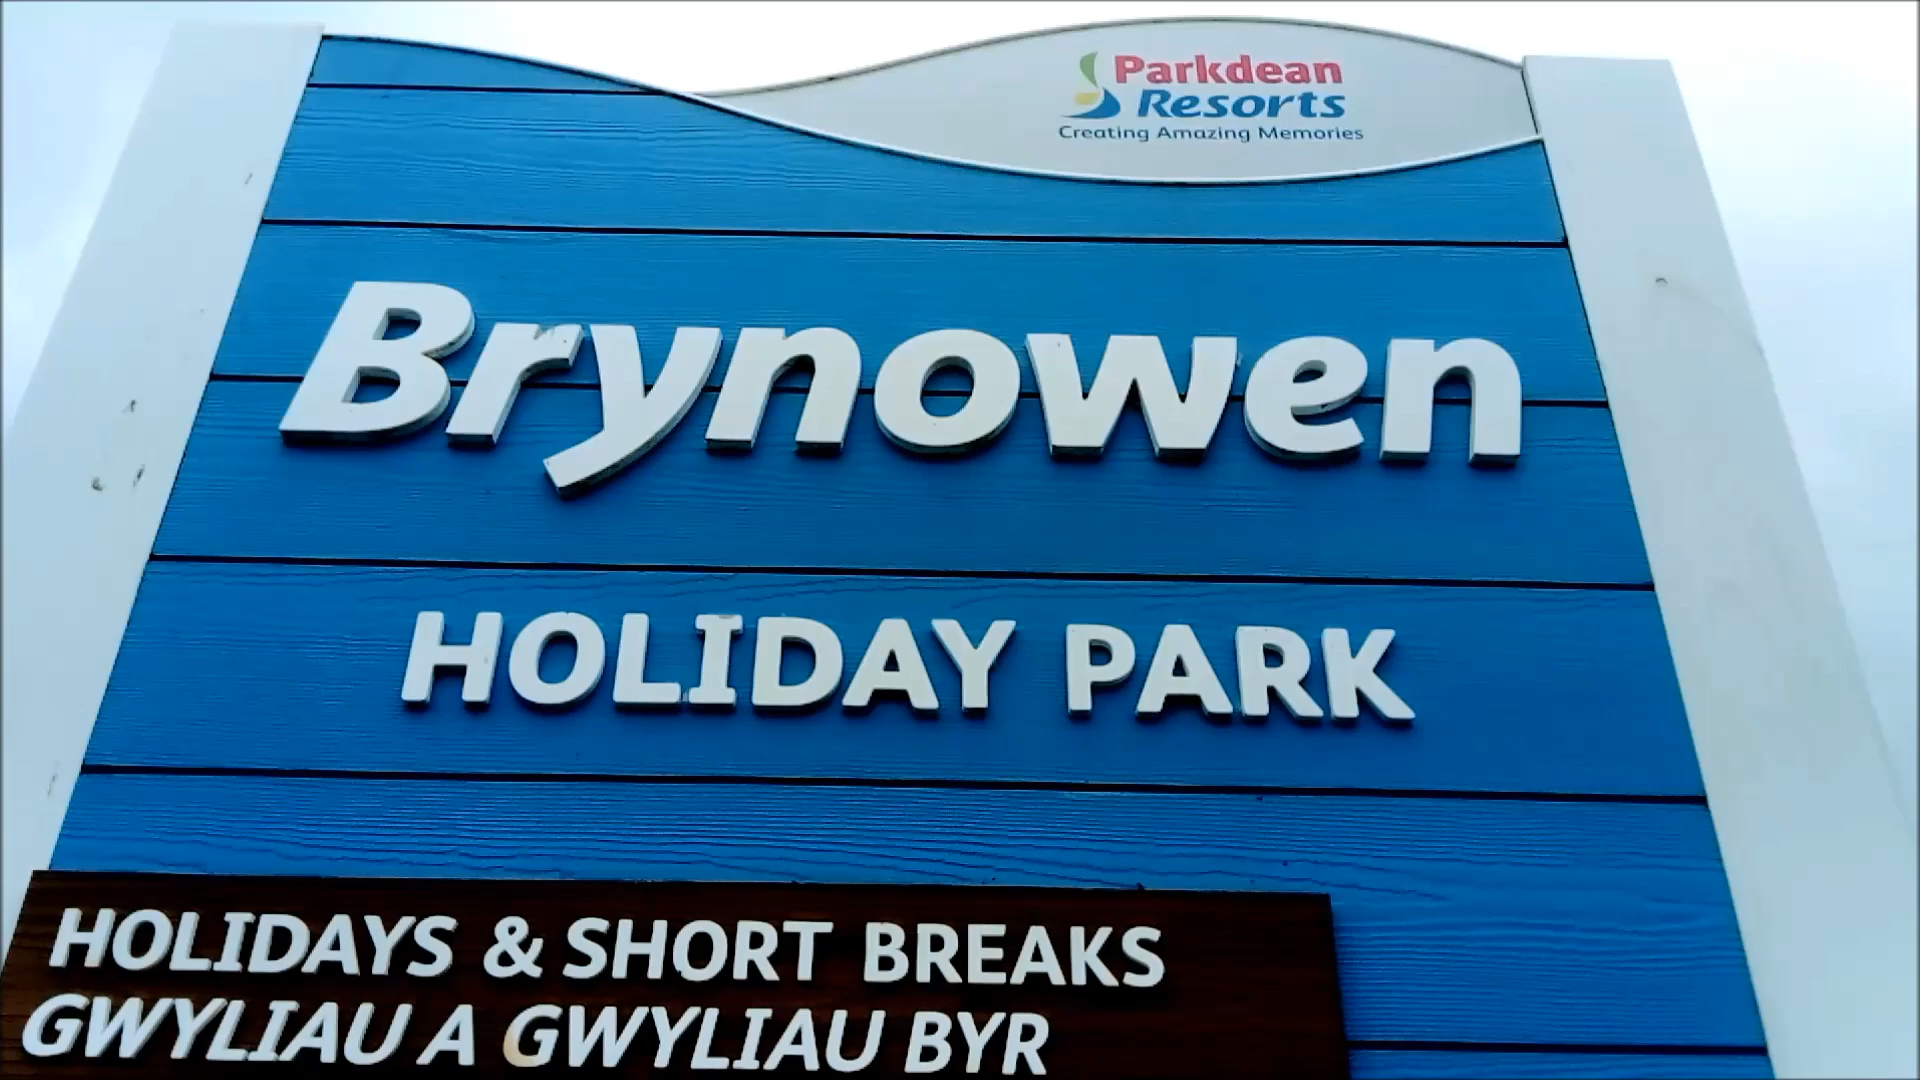 Parkdean
Resorts
Creating Amazing Memories
Brynowen
HOLIDAY PARK
HOLIDAYS & SHORT BREAKS
GWYLIAU A GWYLIAU BYR